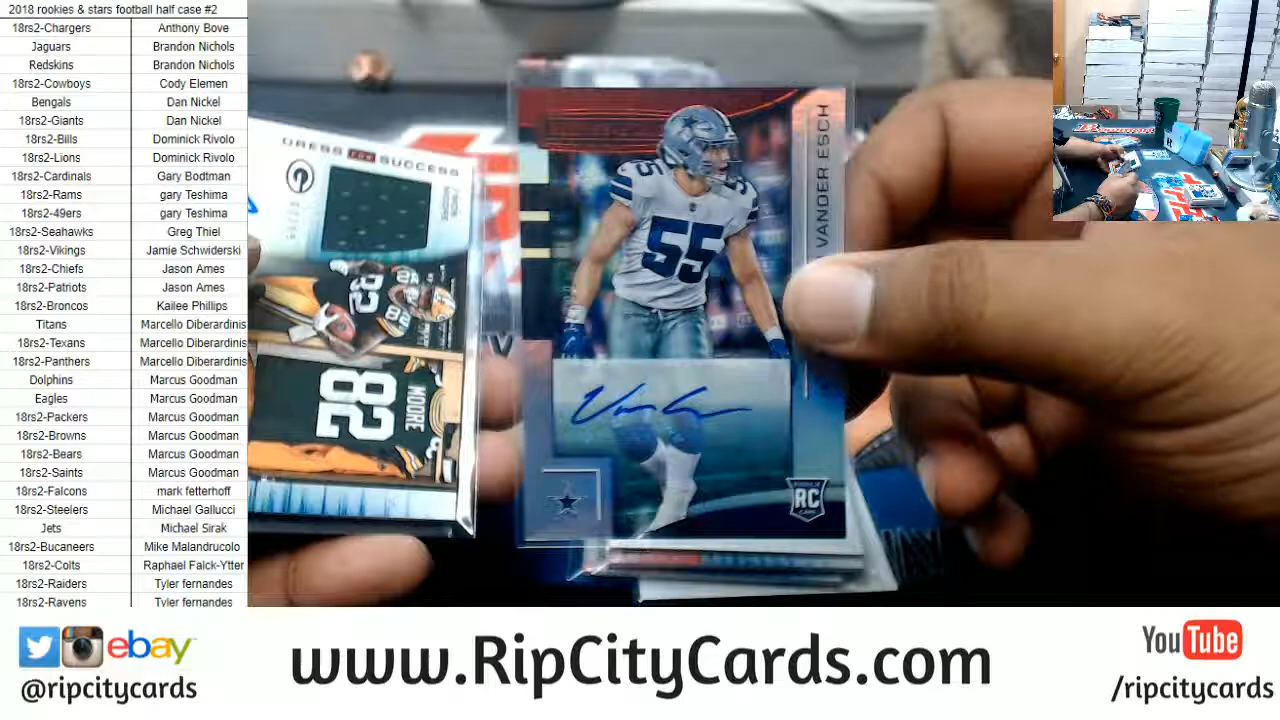 2018 rookies & stars football half case #2
18rs2-Chargers Anthony Bove
Jaguars Brandon Nichols
Redskins Brandon Nichols
18rs2-Cowboys Cody Elemen
Bengals Dan Nickel
18rs2-Giants Dan Nickel
18rs2-Bills Dominick Rivolo
18rs2-Lions Dominick Rivolo
18rs2-Cardinals Gary Bodtman
18rs2-Rams gary Teshima
18rs2-49ers gary Teshima
18rs2-Seahawks Greg Thiel
18rs2-Vikings Jamie Schwiderski
18rs2-Chiefs Jason Ames
18rs2-Patriots Jason Ames
18rs2-Broncos Kailee Phillips
Titans Marcello Diberardinis
18rs2-Texans Marcello Diberardinis
18rs2-Panthers Marcello Diberardinis
Dolphins Marcus Goodman
Eagles Marcus Goodman
18rs2-Packers Marcus Goodman
18rs2-Browns Marcus Goodman
18rs2-Bears Marcus Goodman
18rs2-Saints Marcus Goodman
18rs2-Falcons mark fetterhoff
18rs2-Steelers Michael Gallucci
Jets Michael Sirak
18rs2-Bucaneers Mike Malandrucolo
18rs2-Colts Raphael Falck-Ytter
18rs2-Raiders Tyler fernandes
18rs2-Ravens Tyler fernandes
DRESS FOR SUCCESS
G
82
82
MOORE
VANDER ESCH
55
55
RC
ebay
@ripcitycards
www.RipCityCards.com
YouTube
/ripcitycards